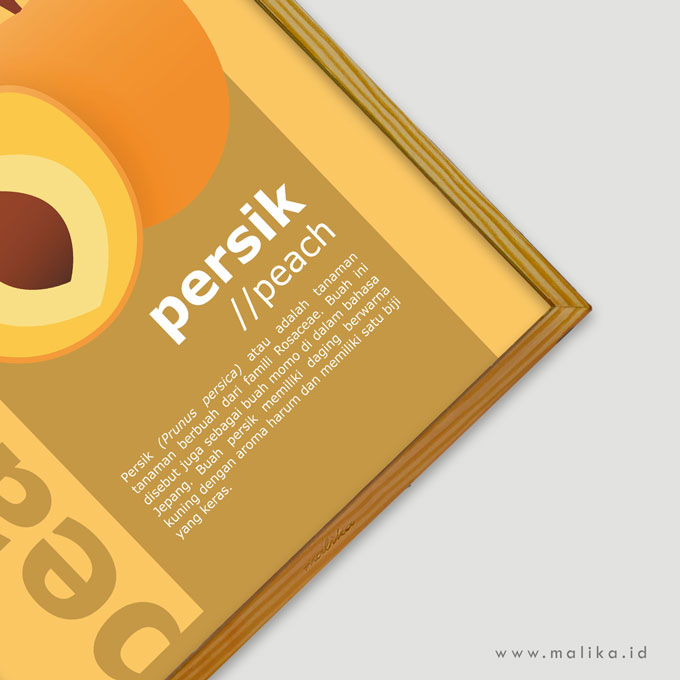 persik
//peach
Persik (Prunus persica) atau adalah tanaman
tanaman berbuah dari famili Rosaceae. Buah ini
disebut juga sebagai buah momo di dalam bahasa
Jepang. Buah persik memiliki daging berwarna
kuning dengan aroma harum dan memiliki satu biji
yang keras.
pea
www.malika.id